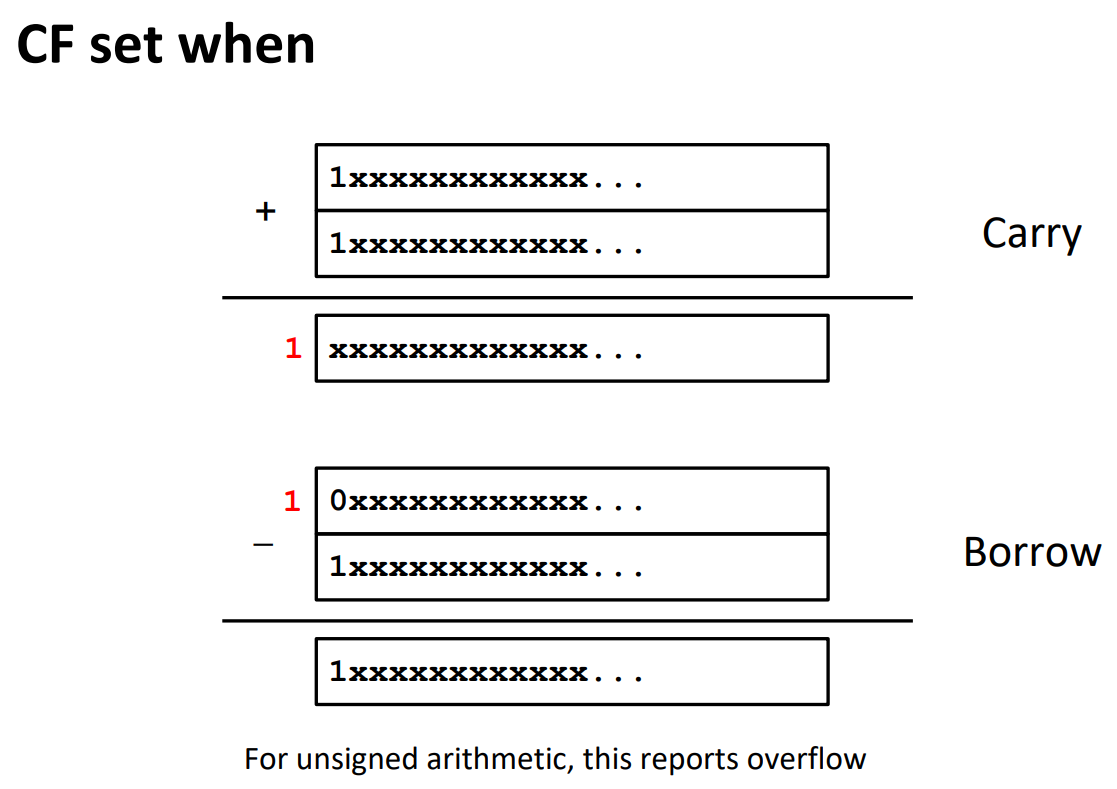 CF set when
1xxxxxxxxxxxx...
+
1xxxxxxxxxxxx...
Carry
1 xxxxxxxxxxxxx...
1 0xxxxxxxxxxxx...
–
1xxxxxxxxxxxx...
Borrow
1xxxxxxxxxxxx...
For unsigned arithmetic, this reports overflow